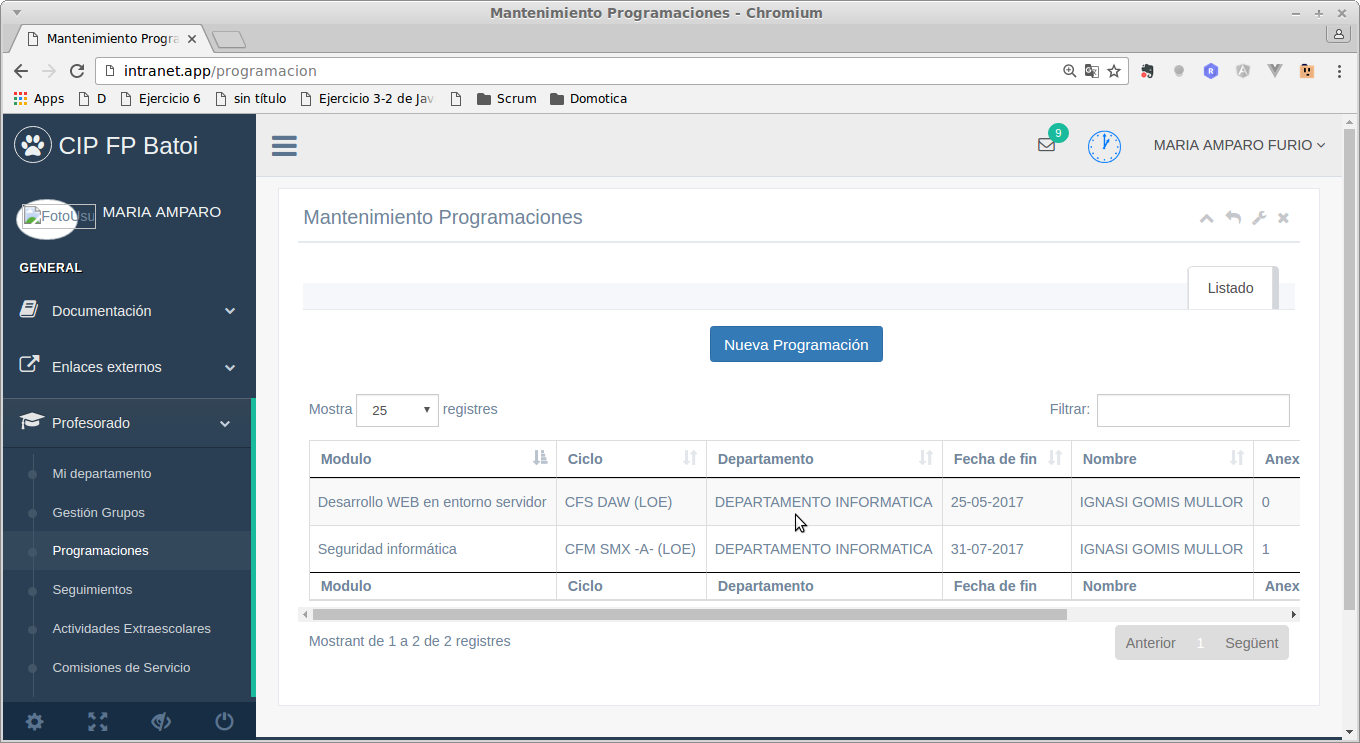 Mantenimiento Programaciones - Chromium
Mantenimiento Progra
intranet.app/programacion
Apps D Ejercicio 6 sin título Ejercicio 3-2 de Jav Scrum Domotica
CIP FP Batoi
9
MARIA AMPARO FURIO
FotoUsu MARIA AMPARO
GENERAL
Documentación
Enlaces externos
Profesorado
Mi departamento
Gestión Grupos
Programaciones
Seguimientos
Actividades Extraescolares
Comisiones de Servicio
Mantenimiento Programaciones
Listado
Nueva Programación
Mostra 25 registres Filtrar:
Modulo Ciclo Departamento Fecha de fin Nombre Anex
Desarrollo WEB en entorno servidor CFS DAW (LOE) DEPARTAMENTO INFORMATICA 25-05-2017 IGNASI GOMIS MULLOR 0
Seguridad informática CFM SMX -A- (LOE) DEPARTAMENTO INFORMATICA 31-07-2017 IGNASI GOMIS MULLOR 1
Modulo Ciclo Departamento Fecha de fin Nombre Anex
Mostrant de 1 a 2 de 2 registres Anterior 1 Següent